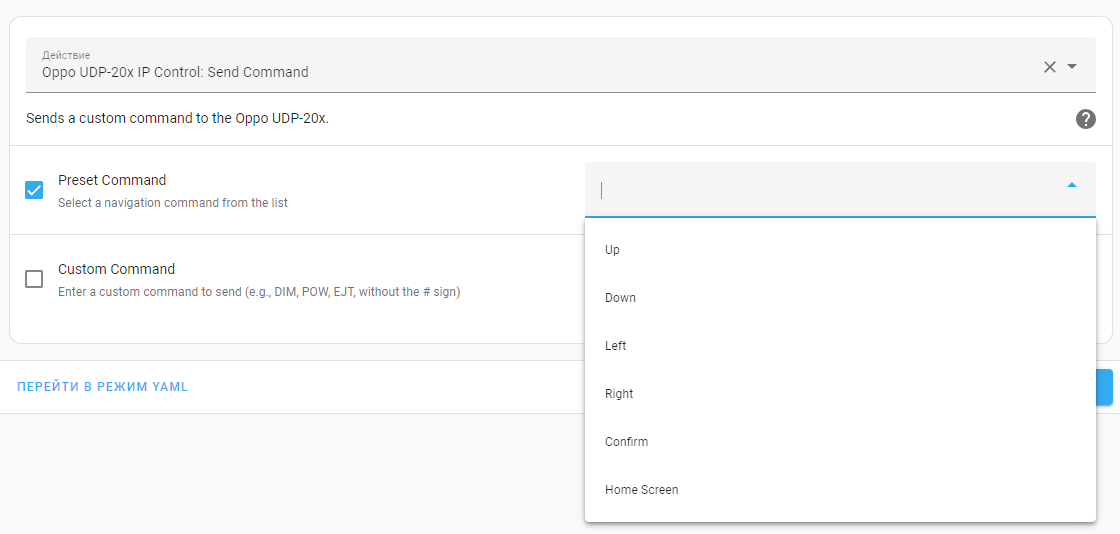 Действие
Oppo UDP-20x IP Control: Send Command
Sends a custom command to the Oppo UDP-20x.
Preset Command
Select a navigation command from the list
Custom Command
Enter a custom command to send (e.g., DIM, POW, EJT, without the # sign)
Up
Down
Left
Right
Confirm
Home Screen
ПЕРЕЙТИ В РЕЖИМ YAML